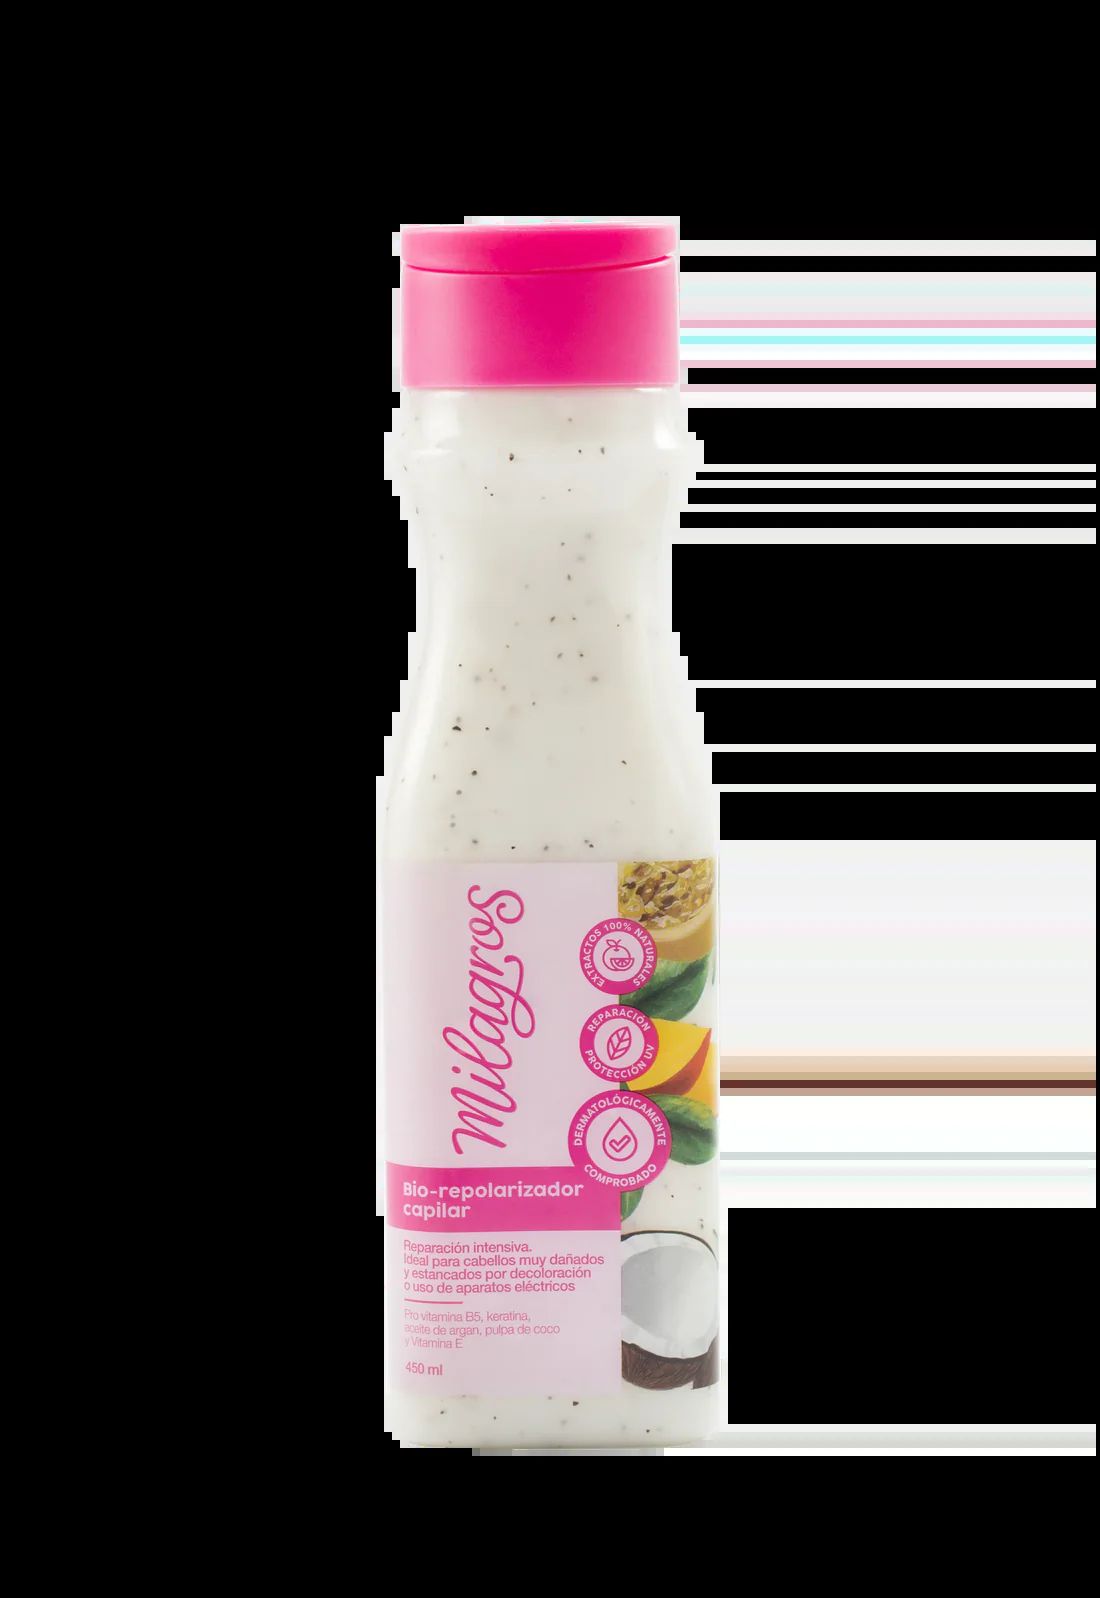 Milagros
EXTRACTOS 100% NATURALES
REPARACIÓN
PROTECCIÓN UV
DERMATOLÓGICAMENTE
COMPROBADO
Bio-repolarizador
capilar
Reparación intensiva.
Ideal para cabellos muy dañados
y estancados por decoloración
o uso de aparatos eléctricos
Pro vitamina B5, keratina,
aceite de argan, pulpa de coco
y Vitamina E
450 ml